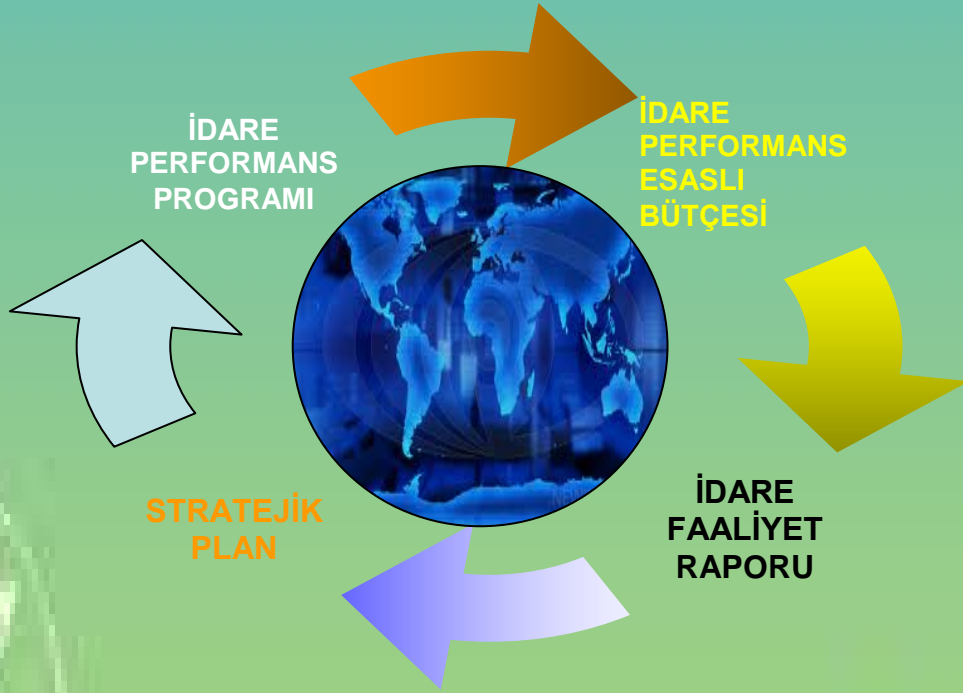 İDARE
PERFORMANS
PROGRAMI
İDARE
PERFORMANS
ESASLI
BÜTÇESİ
STRATEJİK
PLAN
İDARE
FAALİYET
RAPORU